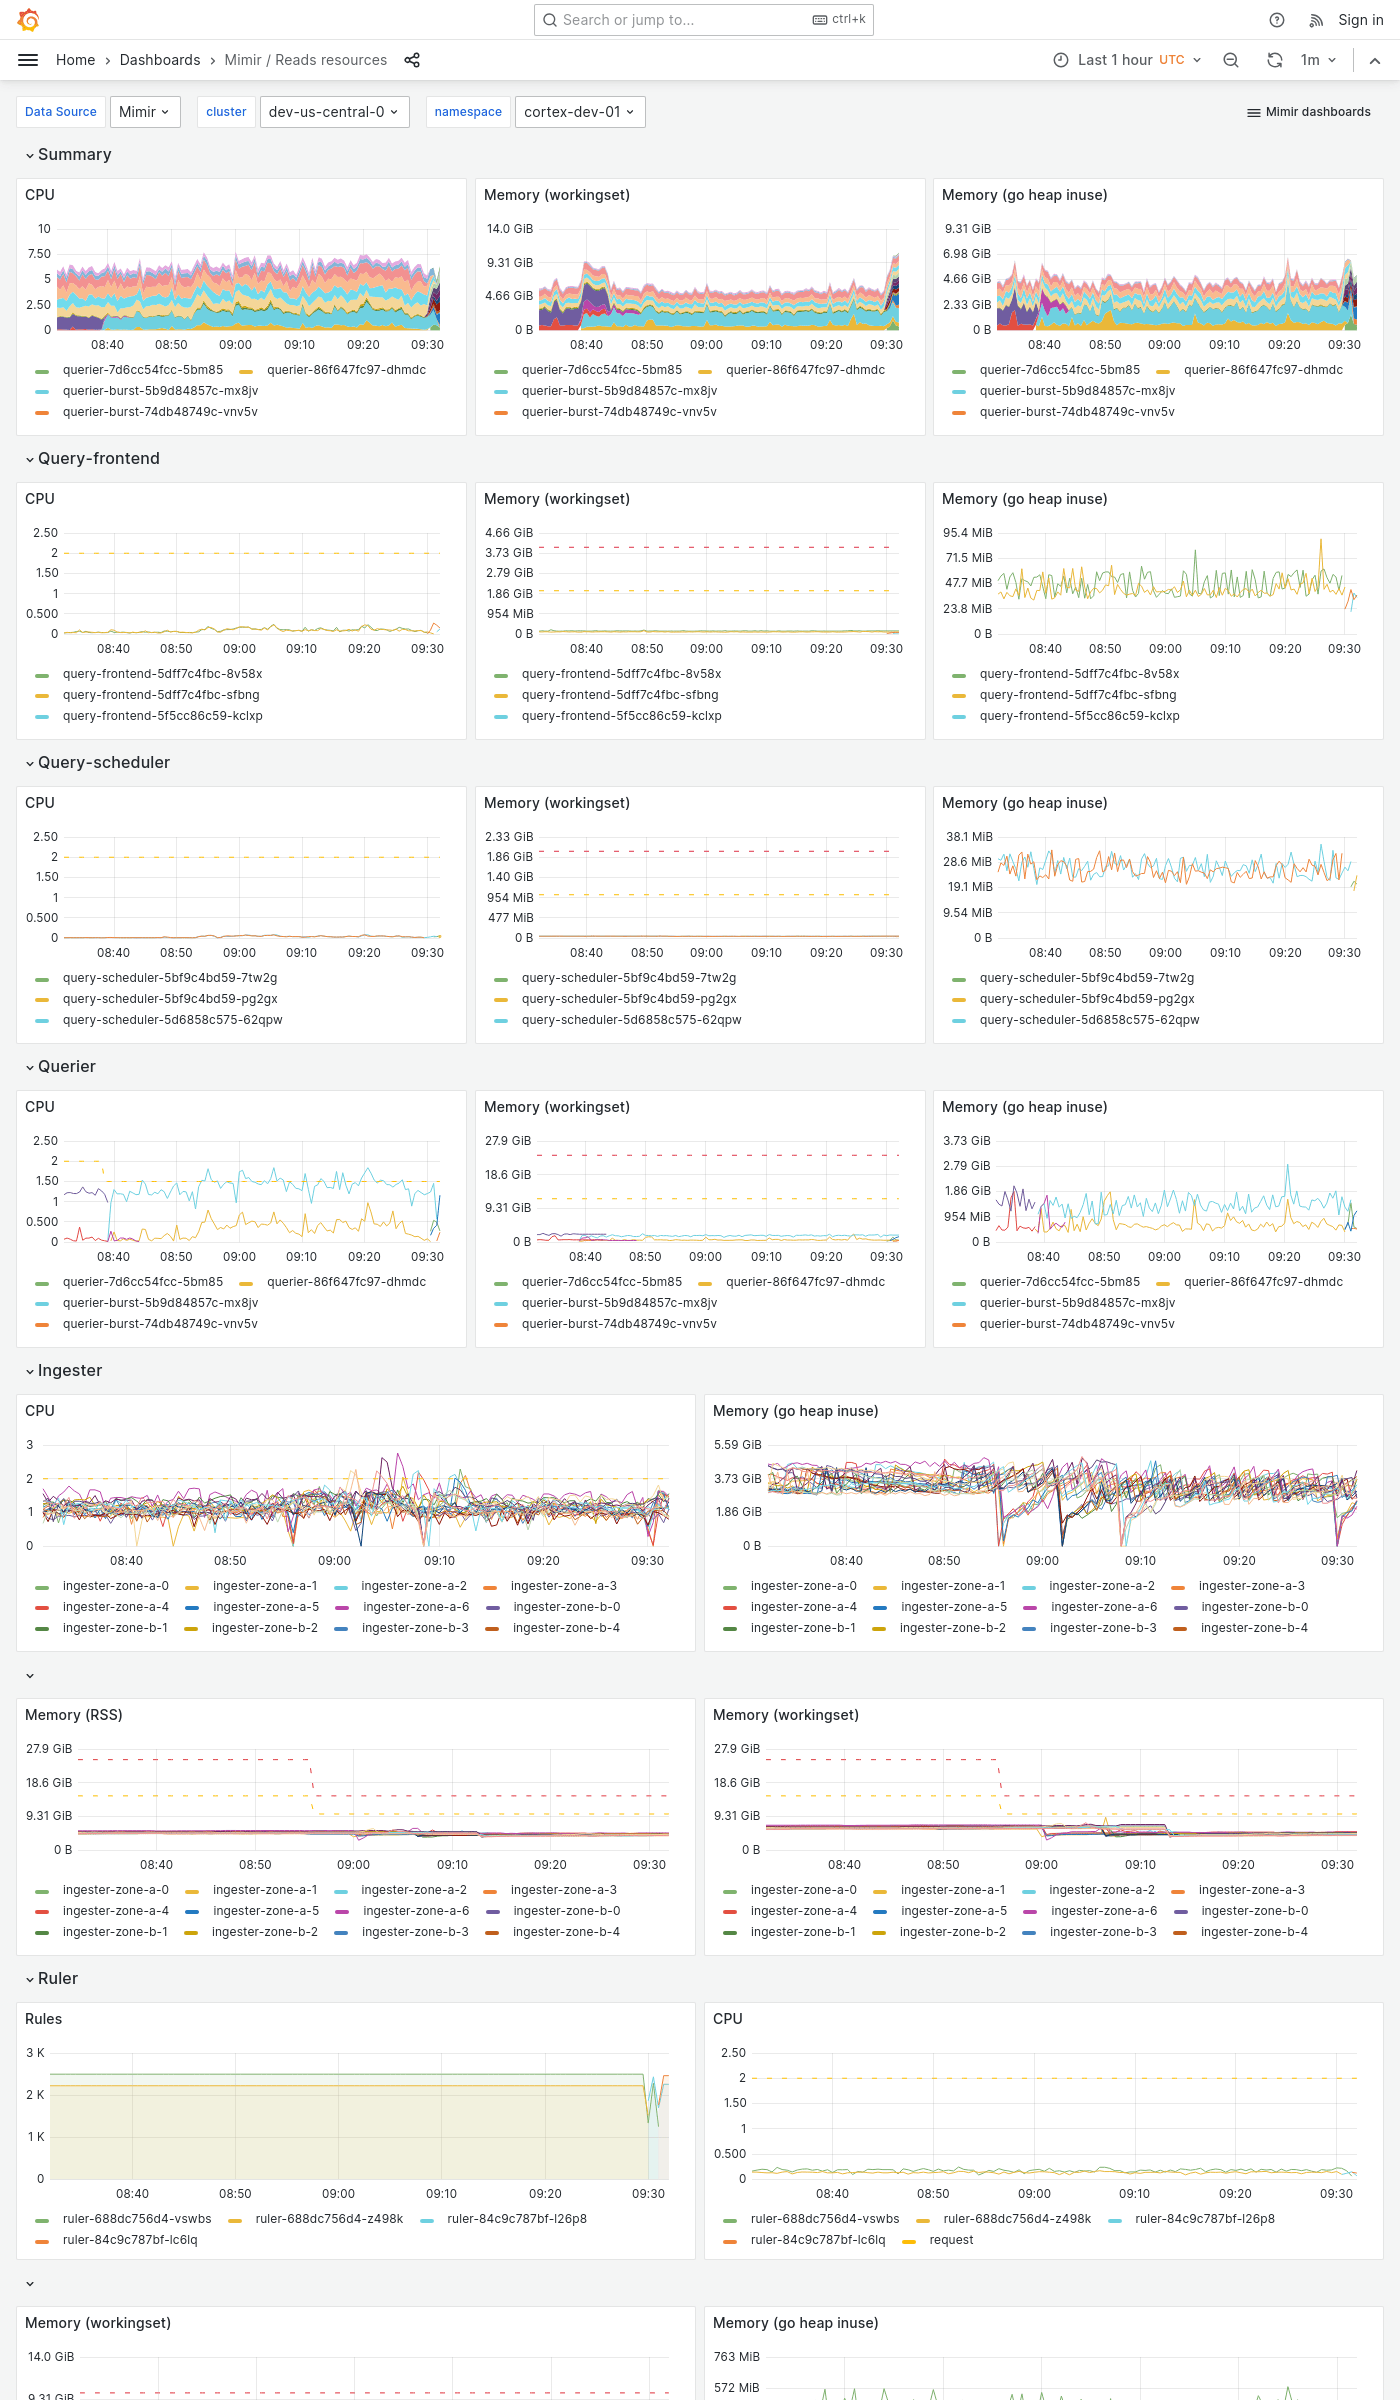 Search or jump to... ctrl+k Sign in
Home Dashboards Mimir / Reads resources Last 1 hour UTC 1m
Data Source Mimir cluster dev-us-central-0 namespace cortex-dev-01 Mimir dashboards
Summary
CPU
10
7.50
5
2.50
0
08:40 08:50 09:00 09:10 09:20 09:30
querier-7d6cc54fcc-5bm85 querier-86f647fc97-dhmdc
querier-burst-5b9d84857c-mx8jv
querier-burst-74db48749c-vnv5v
Memory (workingset)
14.0 GiB
9.31 GiB
4.66 GiB
0 B
08:40 08:50 09:00 09:10 09:20 09:30
querier-7d6cc54fcc-5bm85 querier-86f647fc97-dhmdc
querier-burst-5b9d84857c-mx8jv
querier-burst-74db48749c-vnv5v
Memory (go heap inuse)
9.31 GiB
6.98 GiB
4.66 GiB
2.33 GiB
0 B
08:40 08:50 09:00 09:10 09:20 09:30
querier-7d6cc54fcc-5bm85 querier-86f647fc97-dhmdc
querier-burst-5b9d84857c-mx8jv
querier-burst-74db48749c-vnv5v
Query-frontend
CPU
2.50
2
1.50
1
0.500
0
08:40 08:50 09:00 09:10 09:20 09:30
query-frontend-5dff7c4fbc-8v58x
query-frontend-5dff7c4fbc-sfbng
query-frontend-5f5cc86c59-kclxp
Memory (workingset)
4.66 GiB
3.73 GiB
2.79 GiB
1.86 GiB
954 MiB
0 B
08:40 08:50 09:00 09:10 09:20 09:30
query-frontend-5dff7c4fbc-8v58x
query-frontend-5dff7c4fbc-sfbng
query-frontend-5f5cc86c59-kclxp
Memory (go heap inuse)
95.4 MiB
71.5 MiB
47.7 MiB
23.8 MiB
0 B
08:40 08:50 09:00 09:10 09:20 09:30
query-frontend-5dff7c4fbc-8v58x
query-frontend-5dff7c4fbc-sfbng
query-frontend-5f5cc86c59-kclxp
Query-scheduler
CPU
2.50
2
1.50
1
0.500
0
08:40 08:50 09:00 09:10 09:20 09:30
query-scheduler-5bf9c4bd59-7tw2g
query-scheduler-5bf9c4bd59-pg2gx
query-scheduler-5d6858c575-62qpw
Memory (workingset)
2.33 GiB
1.86 GiB
1.40 GiB
954 MiB
477 MiB
0 B
08:40 08:50 09:00 09:10 09:20 09:30
query-scheduler-5bf9c4bd59-7tw2g
query-scheduler-5bf9c4bd59-pg2gx
query-scheduler-5d6858c575-62qpw
Memory (go heap inuse)
38.1 MiB
28.6 MiB
19.1 MiB
9.54 MiB
0 B
08:40 08:50 09:00 09:10 09:20 09:30
query-scheduler-5bf9c4bd59-7tw2g
query-scheduler-5bf9c4bd59-pg2gx
query-scheduler-5d6858c575-62qpw
Querier
CPU
2.50
2
1.50
1
0.500
0
08:40 08:50 09:00 09:10 09:20 09:30
querier-7d6cc54fcc-5bm85 querier-86f647fc97-dhmdc
querier-burst-5b9d84857c-mx8jv
querier-burst-74db48749c-vnv5v
Memory (workingset)
27.9 GiB
18.6 GiB
9.31 GiB
0 B
08:40 08:50 09:00 09:10 09:20 09:30
querier-7d6cc54fcc-5bm85 querier-86f647fc97-dhmdc
querier-burst-5b9d84857c-mx8jv
querier-burst-74db48749c-vnv5v
Memory (go heap inuse)
3.73 GiB
2.79 GiB
1.86 GiB
954 MiB
0 B
08:40 08:50 09:00 09:10 09:20 09:30
querier-7d6cc54fcc-5bm85 querier-86f647fc97-dhmdc
querier-burst-5b9d84857c-mx8jv
querier-burst-74db48749c-vnv5v
Ingester
CPU
3
2
1
0
08:40 08:50 09:00 09:10 09:20 09:30
ingester-zone-a-0 ingester-zone-a-1 ingester-zone-a-2 ingester-zone-a-3
ingester-zone-a-4 ingester-zone-a-5 ingester-zone-a-6 ingester-zone-b-0
ingester-zone-b-1 ingester-zone-b-2 ingester-zone-b-3 ingester-zone-b-4
Memory (go heap inuse)
5.59 GiB
3.73 GiB
1.86 GiB
0 B
08:40 08:50 09:00 09:10 09:20 09:30
ingester-zone-a-0 ingester-zone-a-1 ingester-zone-a-2 ingester-zone-a-3
ingester-zone-a-4 ingester-zone-a-5 ingester-zone-a-6 ingester-zone-b-0
ingester-zone-b-1 ingester-zone-b-2 ingester-zone-b-3 ingester-zone-b-4
Memory (RSS)
27.9 GiB
18.6 GiB
9.31 GiB
0 B
08:40 08:50 09:00 09:10 09:20 09:30
ingester-zone-a-0 ingester-zone-a-1 ingester-zone-a-2 ingester-zone-a-3
ingester-zone-a-4 ingester-zone-a-5 ingester-zone-a-6 ingester-zone-b-0
ingester-zone-b-1 ingester-zone-b-2 ingester-zone-b-3 ingester-zone-b-4
Memory (workingset)
27.9 GiB
18.6 GiB
9.31 GiB
0 B
08:40 08:50 09:00 09:10 09:20 09:30
ingester-zone-a-0 ingester-zone-a-1 ingester-zone-a-2 ingester-zone-a-3
ingester-zone-a-4 ingester-zone-a-5 ingester-zone-a-6 ingester-zone-b-0
ingester-zone-b-1 ingester-zone-b-2 ingester-zone-b-3 ingester-zone-b-4
Ruler
Rules
3 K
2 K
1 K
0
08:40 08:50 09:00 09:10 09:20 09:30
ruler-688dc756d4-vswbs ruler-688dc756d4-z498k ruler-84c9c787bf-l26p8
ruler-84c9c787bf-lc6lq
CPU
2.50
2
1.50
1
0.500
0
08:40 08:50 09:00 09:10 09:20 09:30
ruler-688dc756d4-vswbs ruler-688dc756d4-z498k ruler-84c9c787bf-l26p8
ruler-84c9c787bf-lc6lq request
Memory (workingset)
14.0 GiB
9.31 GiB
Memory (go heap inuse)
763 MiB
572 MiB